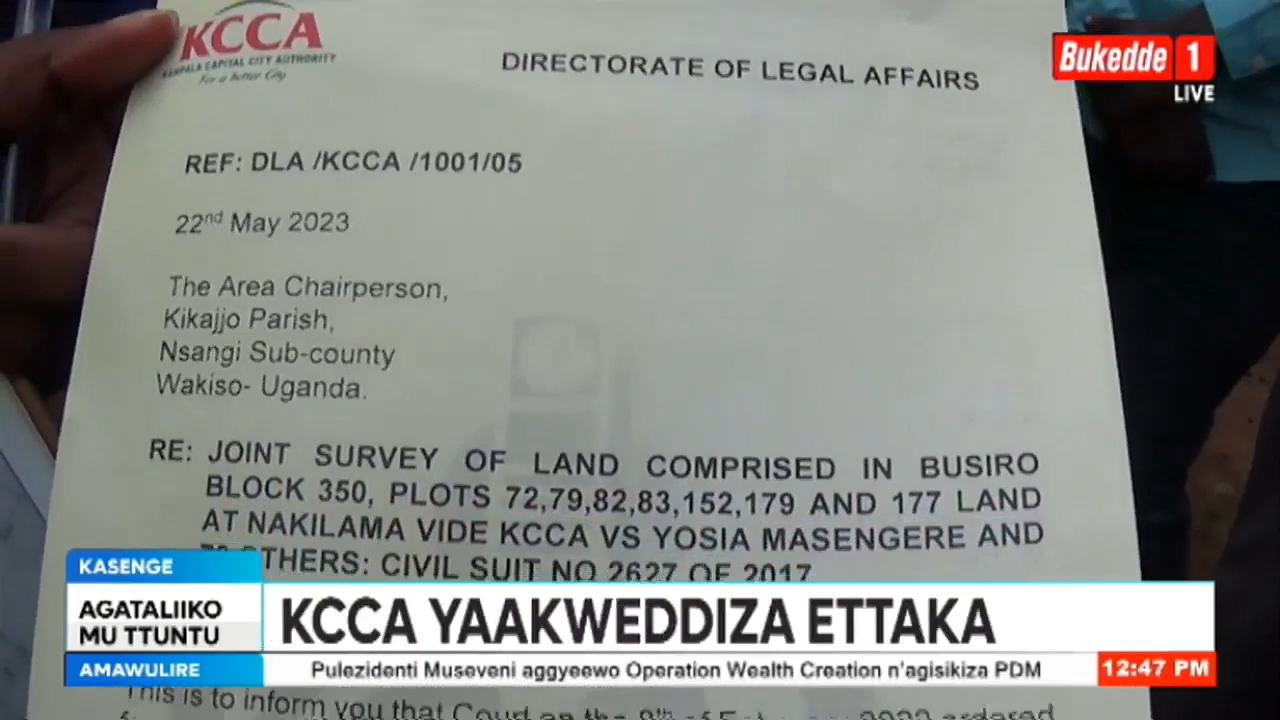 KCCA
KAMPALA CAPITAL CITY AUTHORITY
For a better City
DIRECTORATE OF LEGAL AFFAIRS
Bukedde 1
LIVE
REF: DLA /KCCA /1001/05
22nd May 2023
The Area Chairperson,
Kikajjo Parish,
Nsangi Sub-county
Wakiso- Uganda.
RE: JOINT SURVEY OF LAND COMPRISED IN BUSIRO
BLOCK 350, PLOTS 72,79,82,83,152,179 AND 177 LAND
AT NAKILAMA VIDE KCCA VS YOSIA MASENGERE AND
THERS: CIVIL SUIT NO 2627 OF 2017
KASENGE
AGATALIIKO
MU TTUNTU
KCCA YAAKWEDDIZA ETTAKA
AMAWULIRE
Pulezidenti Museveni aggyeewo Operation Wealth Creation n'agisikiza PDM
12:47 PM
This is to inform you that Court on the